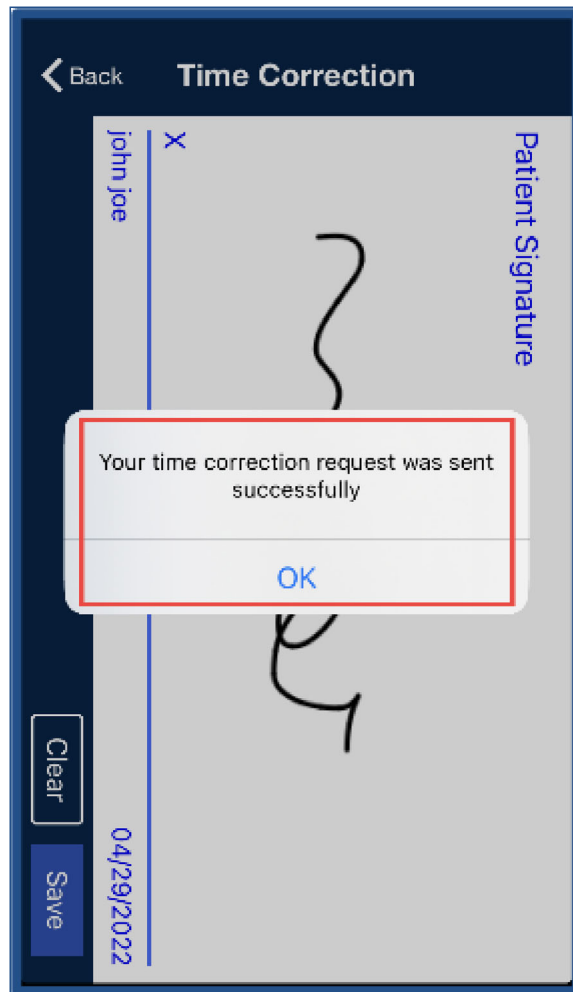 Back
Time Correction
Patient Signature
X
john joe
04/29/2022
Your time correction request was sent
successfully
OK
Clear
Save